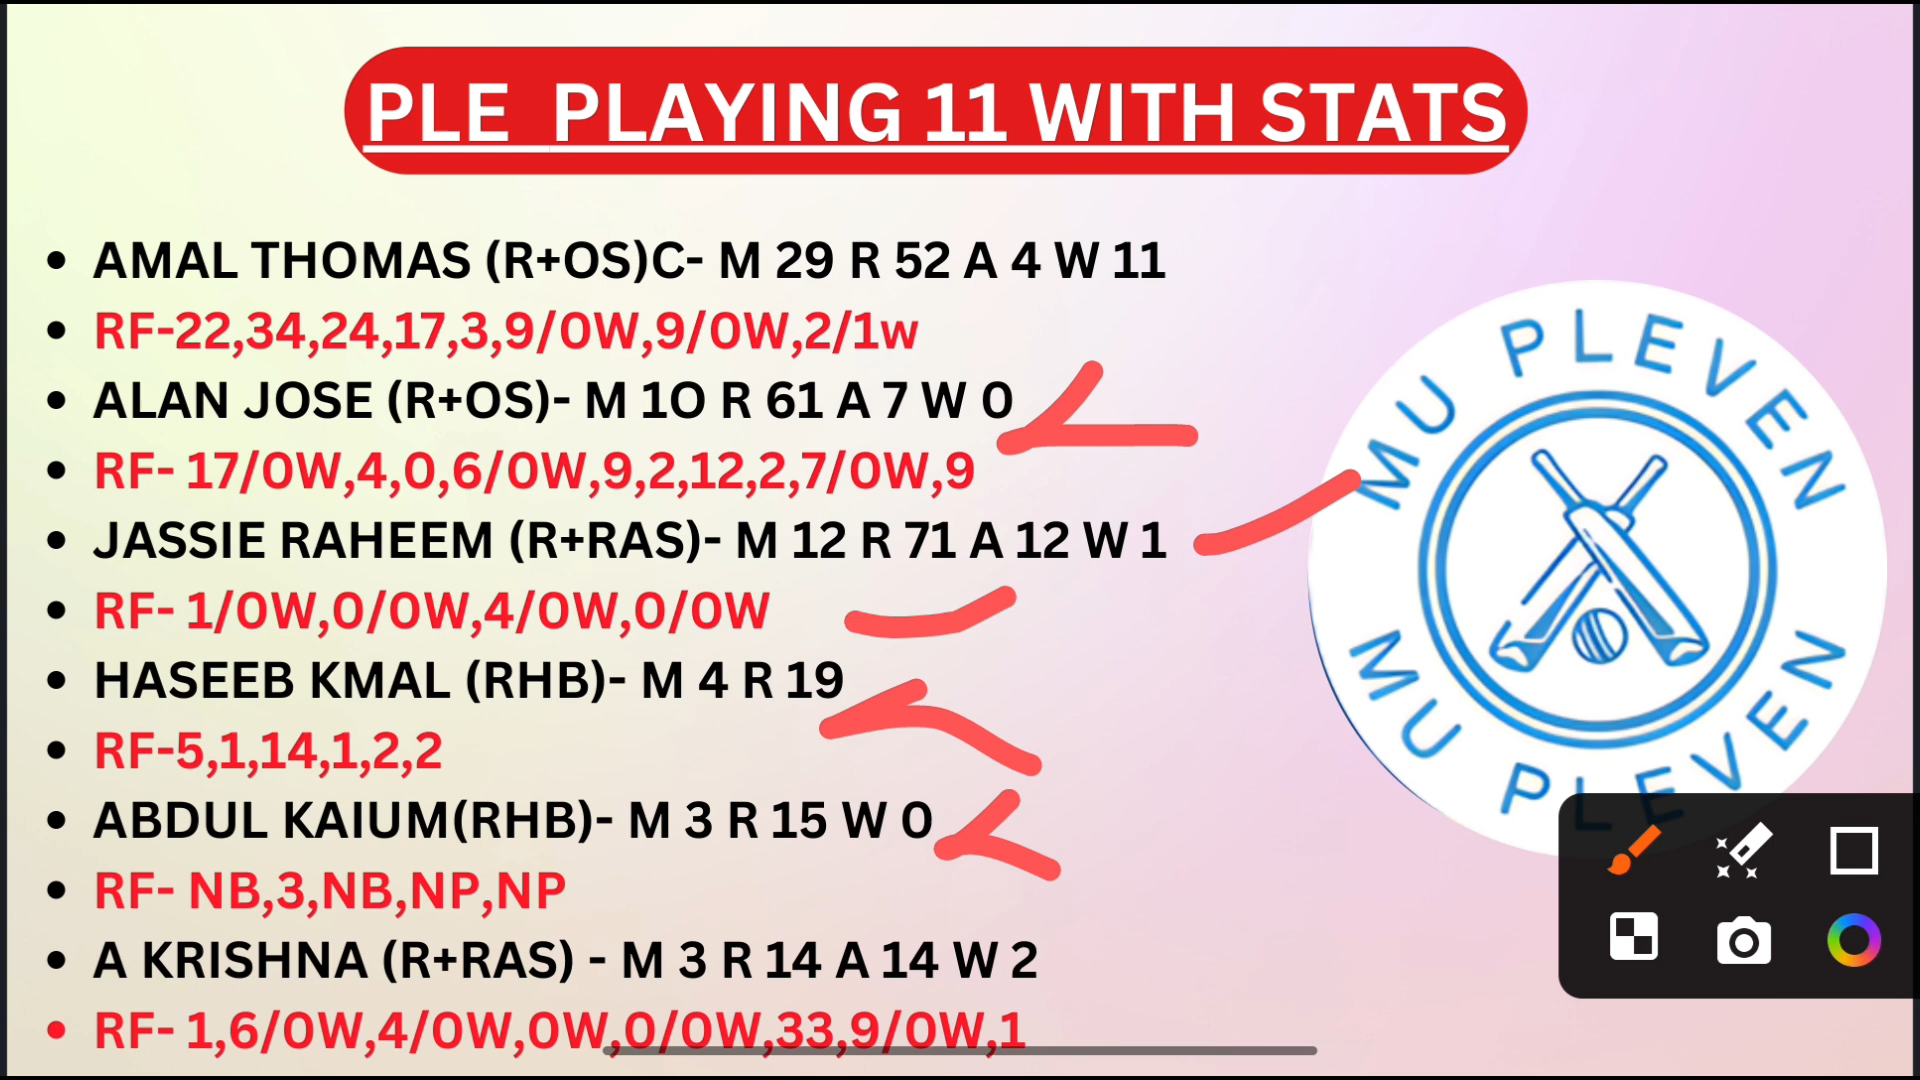 PLE PLAYING 11 WITH STATS
AMAL THOMAS (R+OS)C- M 29 R 52 A 4 W 11
RF-22,34,24,17,3,9/0W,9/0W,2/1w
ALAN JOSE (R+OS)- M 1O R 61 A 7 W 0
RF- 17/0W,4,0,6/0W,9,2,12,2,7/0W,9
JASSIE RAHEEM (R+RAS)- M 12 R 71 A 12 W 1
RF- 1/0W,0/0W,4/0W,0/0W
HASEEB KMAL (RHB)- M 4 R 19
RF-5,1,14,1,2,2
ABDUL KAIUM(RHB)- M 3 R 15 W 0
RF- NB,3,NB,NP,NP
A KRISHNA (R+RAS) - M 3 R 14 A 14 W 2
RF- 1,6/0W,4/0W,0W,0/0W,33,9/0W,1
MU PLEVEN
MU PLEVEN